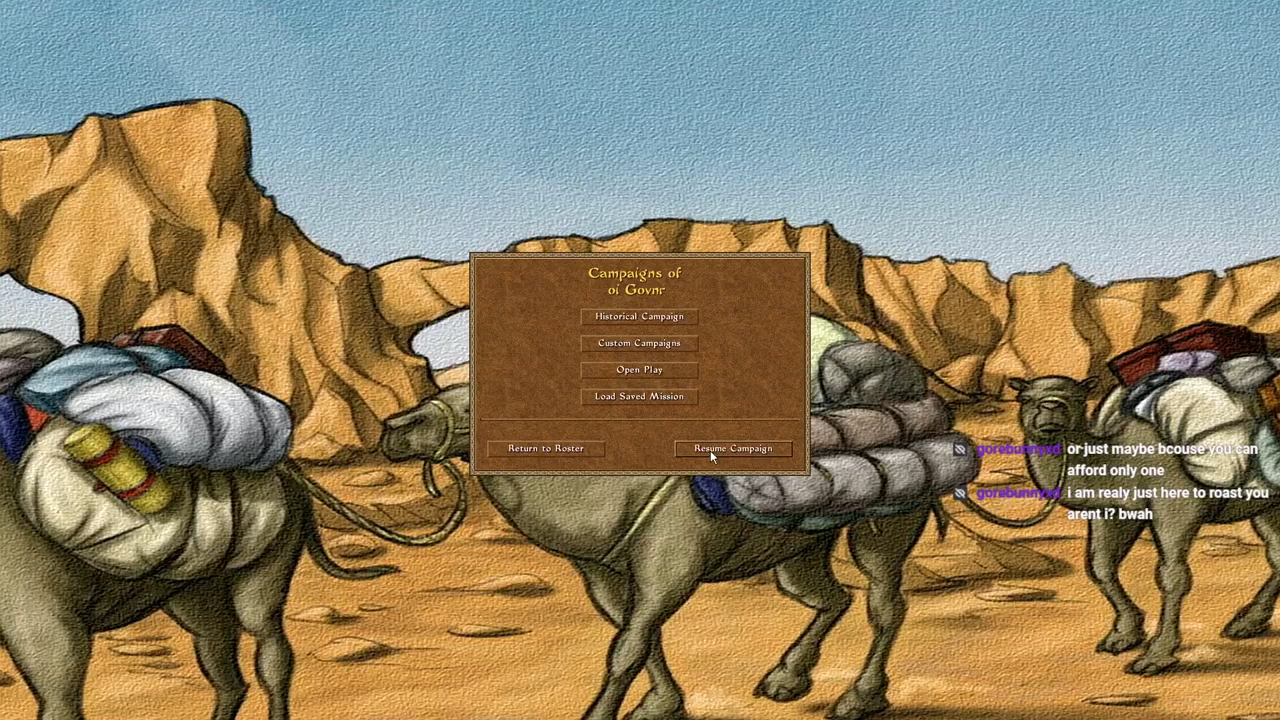 Campaigns of
oi Govnr
Historical Campaign
Custom Campaigns
Open Play
Load Saved Mission
Return to Roster
Resume Campaign
or just maybe bcouse you can
afford only one
i am realy just here to roast you
arent i? bwah